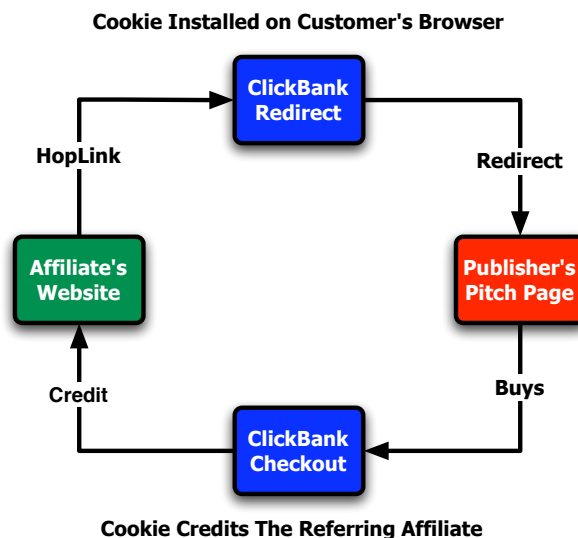 Cookie Installed on Customer's Browser
ClickBank
Redirect
HopLink
Redirect
Affiliate's
Website
Publisher's
Pitch Page
Credit
Buys
ClickBank
Checkout
Cookie Credits The Referring Affiliate